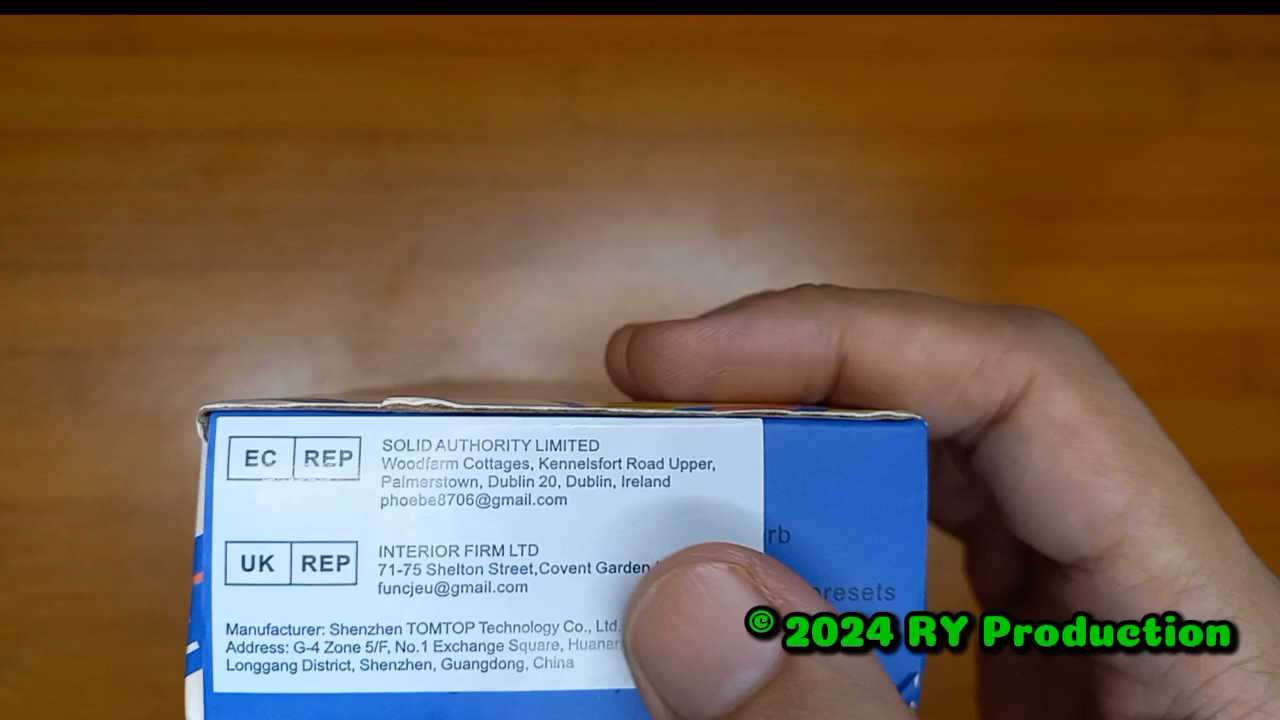 EC REP
SOLID AUTHORITY LIMITED
Woodfarm Cottages, Kennelsfort Road Upper,
Palmerstown, Dublin 20, Dublin, Ireland
phoebe8706@gmail.com
UK REP
INTERIOR FIRM LTD
71-75 Shelton Street,Covent Garden
funcjeu@gmail.com
Manufacturer: Shenzhen TOMTOP Technology Co., Ltd.
Address: G-4 Zone 5/F, No.1 Exchange Square, Huanan
Longgang District, Shenzhen, Guangdong, China
rb
presets
© 2024 RY Production